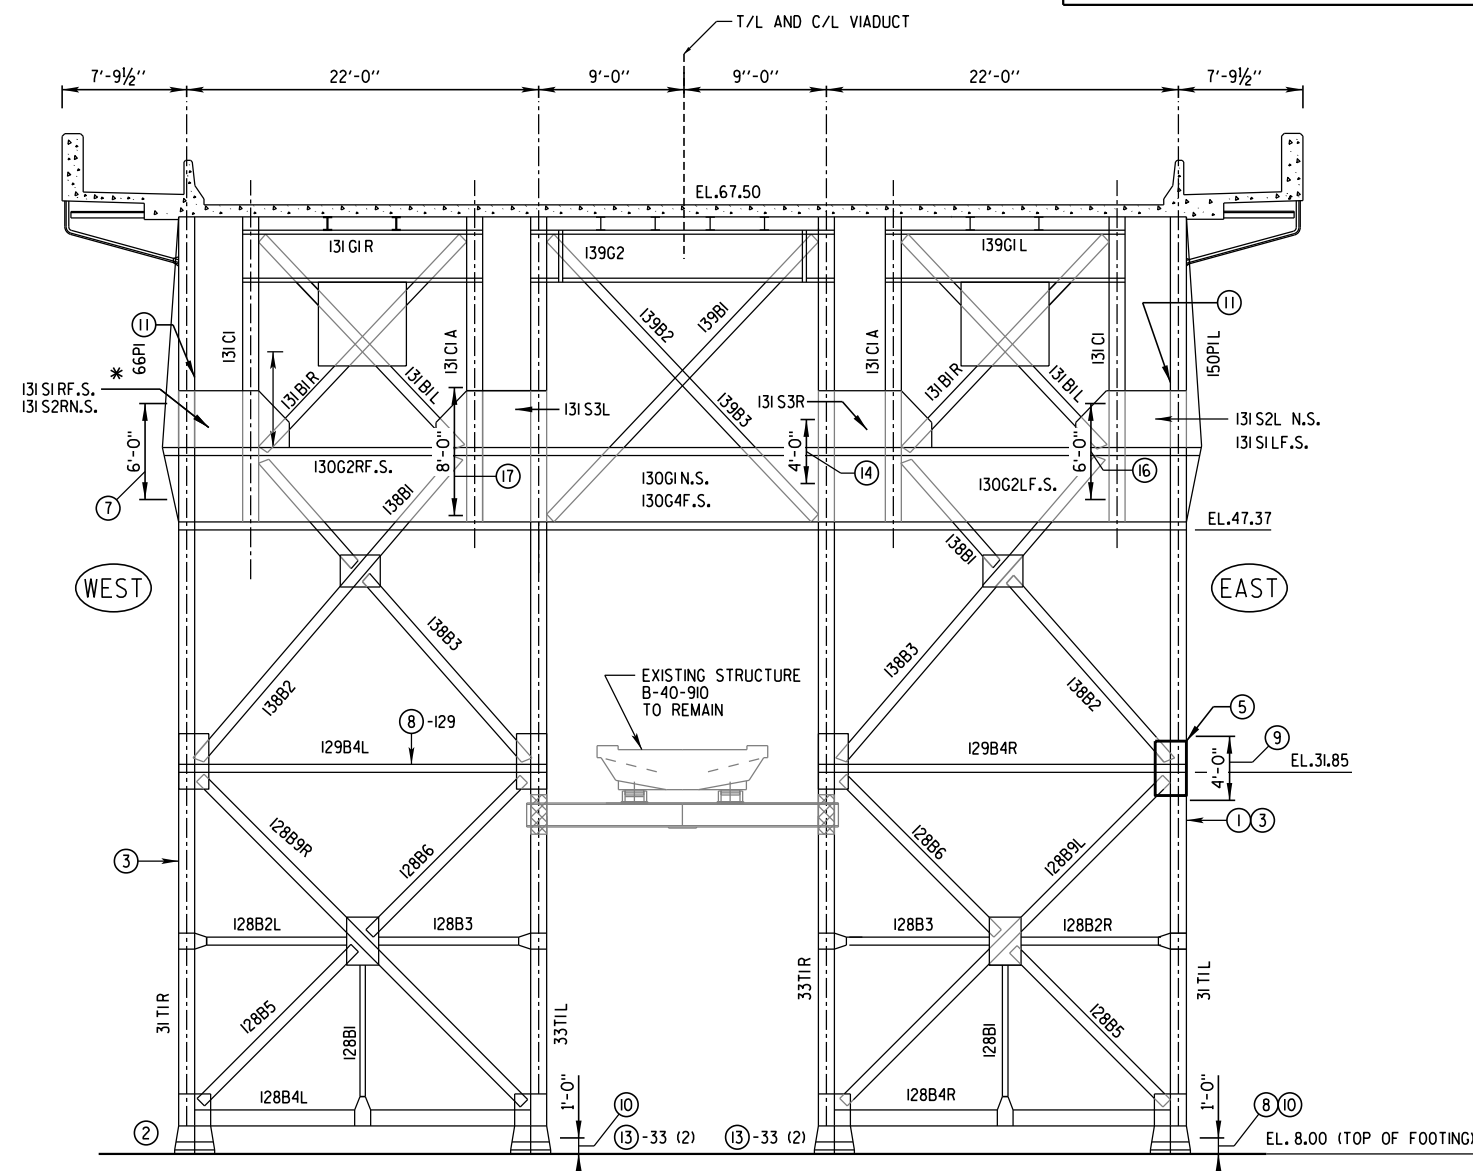 T/L AND C/L VIADUCT
7'-9½''
22'-0''
9'-0''
9''-0''
22'-0''
7'-9½''
EL.67.50
131G1R
139G2
139G1L
11
11
66P1
131C1
131C1A
131C1A
131C1
150P1L
*
139B2
139B1
131B1R
131B1L
131B1R
131B1L
131S1RF.S.
131S2RN.S.
131S3L
139B3
131S3R
131S2L N.S.
131S1LF.S.
6'-0''
8'-0''
4'-0''
6'-0''
130G2RF.S.
17
130G1N.S.
130G4F.S.
14
130G2LF.S.
16
7
138B1
138B1
EL.47.37
WEST
EAST
138B3
138B3
138B2
138B2
EXISTING STRUCTURE
B-40-910
TO REMAIN
8 -129
5
129B4L
129B4R
9
4'-0''
EL.31.85
1 3
128B9R
128B6
128B6
128B9L
3
128B2L
128B3
128B3
128B2R
31T1R
33T1L
33T1R
31T1L
128B5
128B1
128B1
128B5
128B4L
128B4R
1'-0''
1'-0''
2
10
8 10
13 -33 (2)
13 -33 (2)
EL. 8.00 (TOP OF FOOTING)